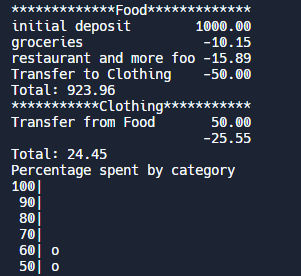 *************Food*************
initial deposit        1000.00
groceries               -10.15
restaurant and more foo -15.89
Transfer to Clothing    -50.00
Total: 923.96
***********Clothing***********
Transfer from Food       50.00
                        -25.55
Total: 24.45
Percentage spent by category
100|
 90|
 80|
 70|
 60| o
 50| o